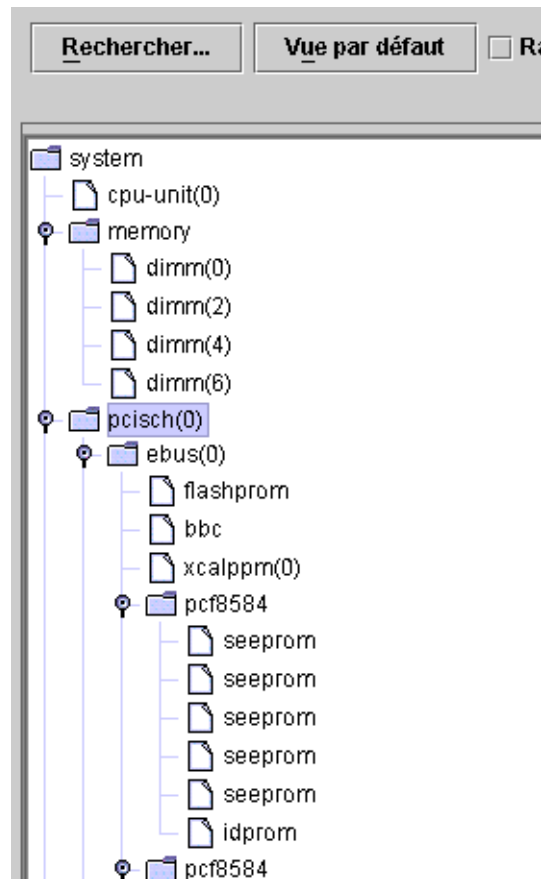 Rechercher... Vue par défaut
system
cpu-unit(0)
memory
dimm(0)
dimm(2)
dimm(4)
dimm(6)
pcisch(0)
ebus(0)
flashprom
bbc
xcalppm(0)
pcf8584
seeprom
seeprom
seeprom
seeprom
seeprom
idprom
pcf8584